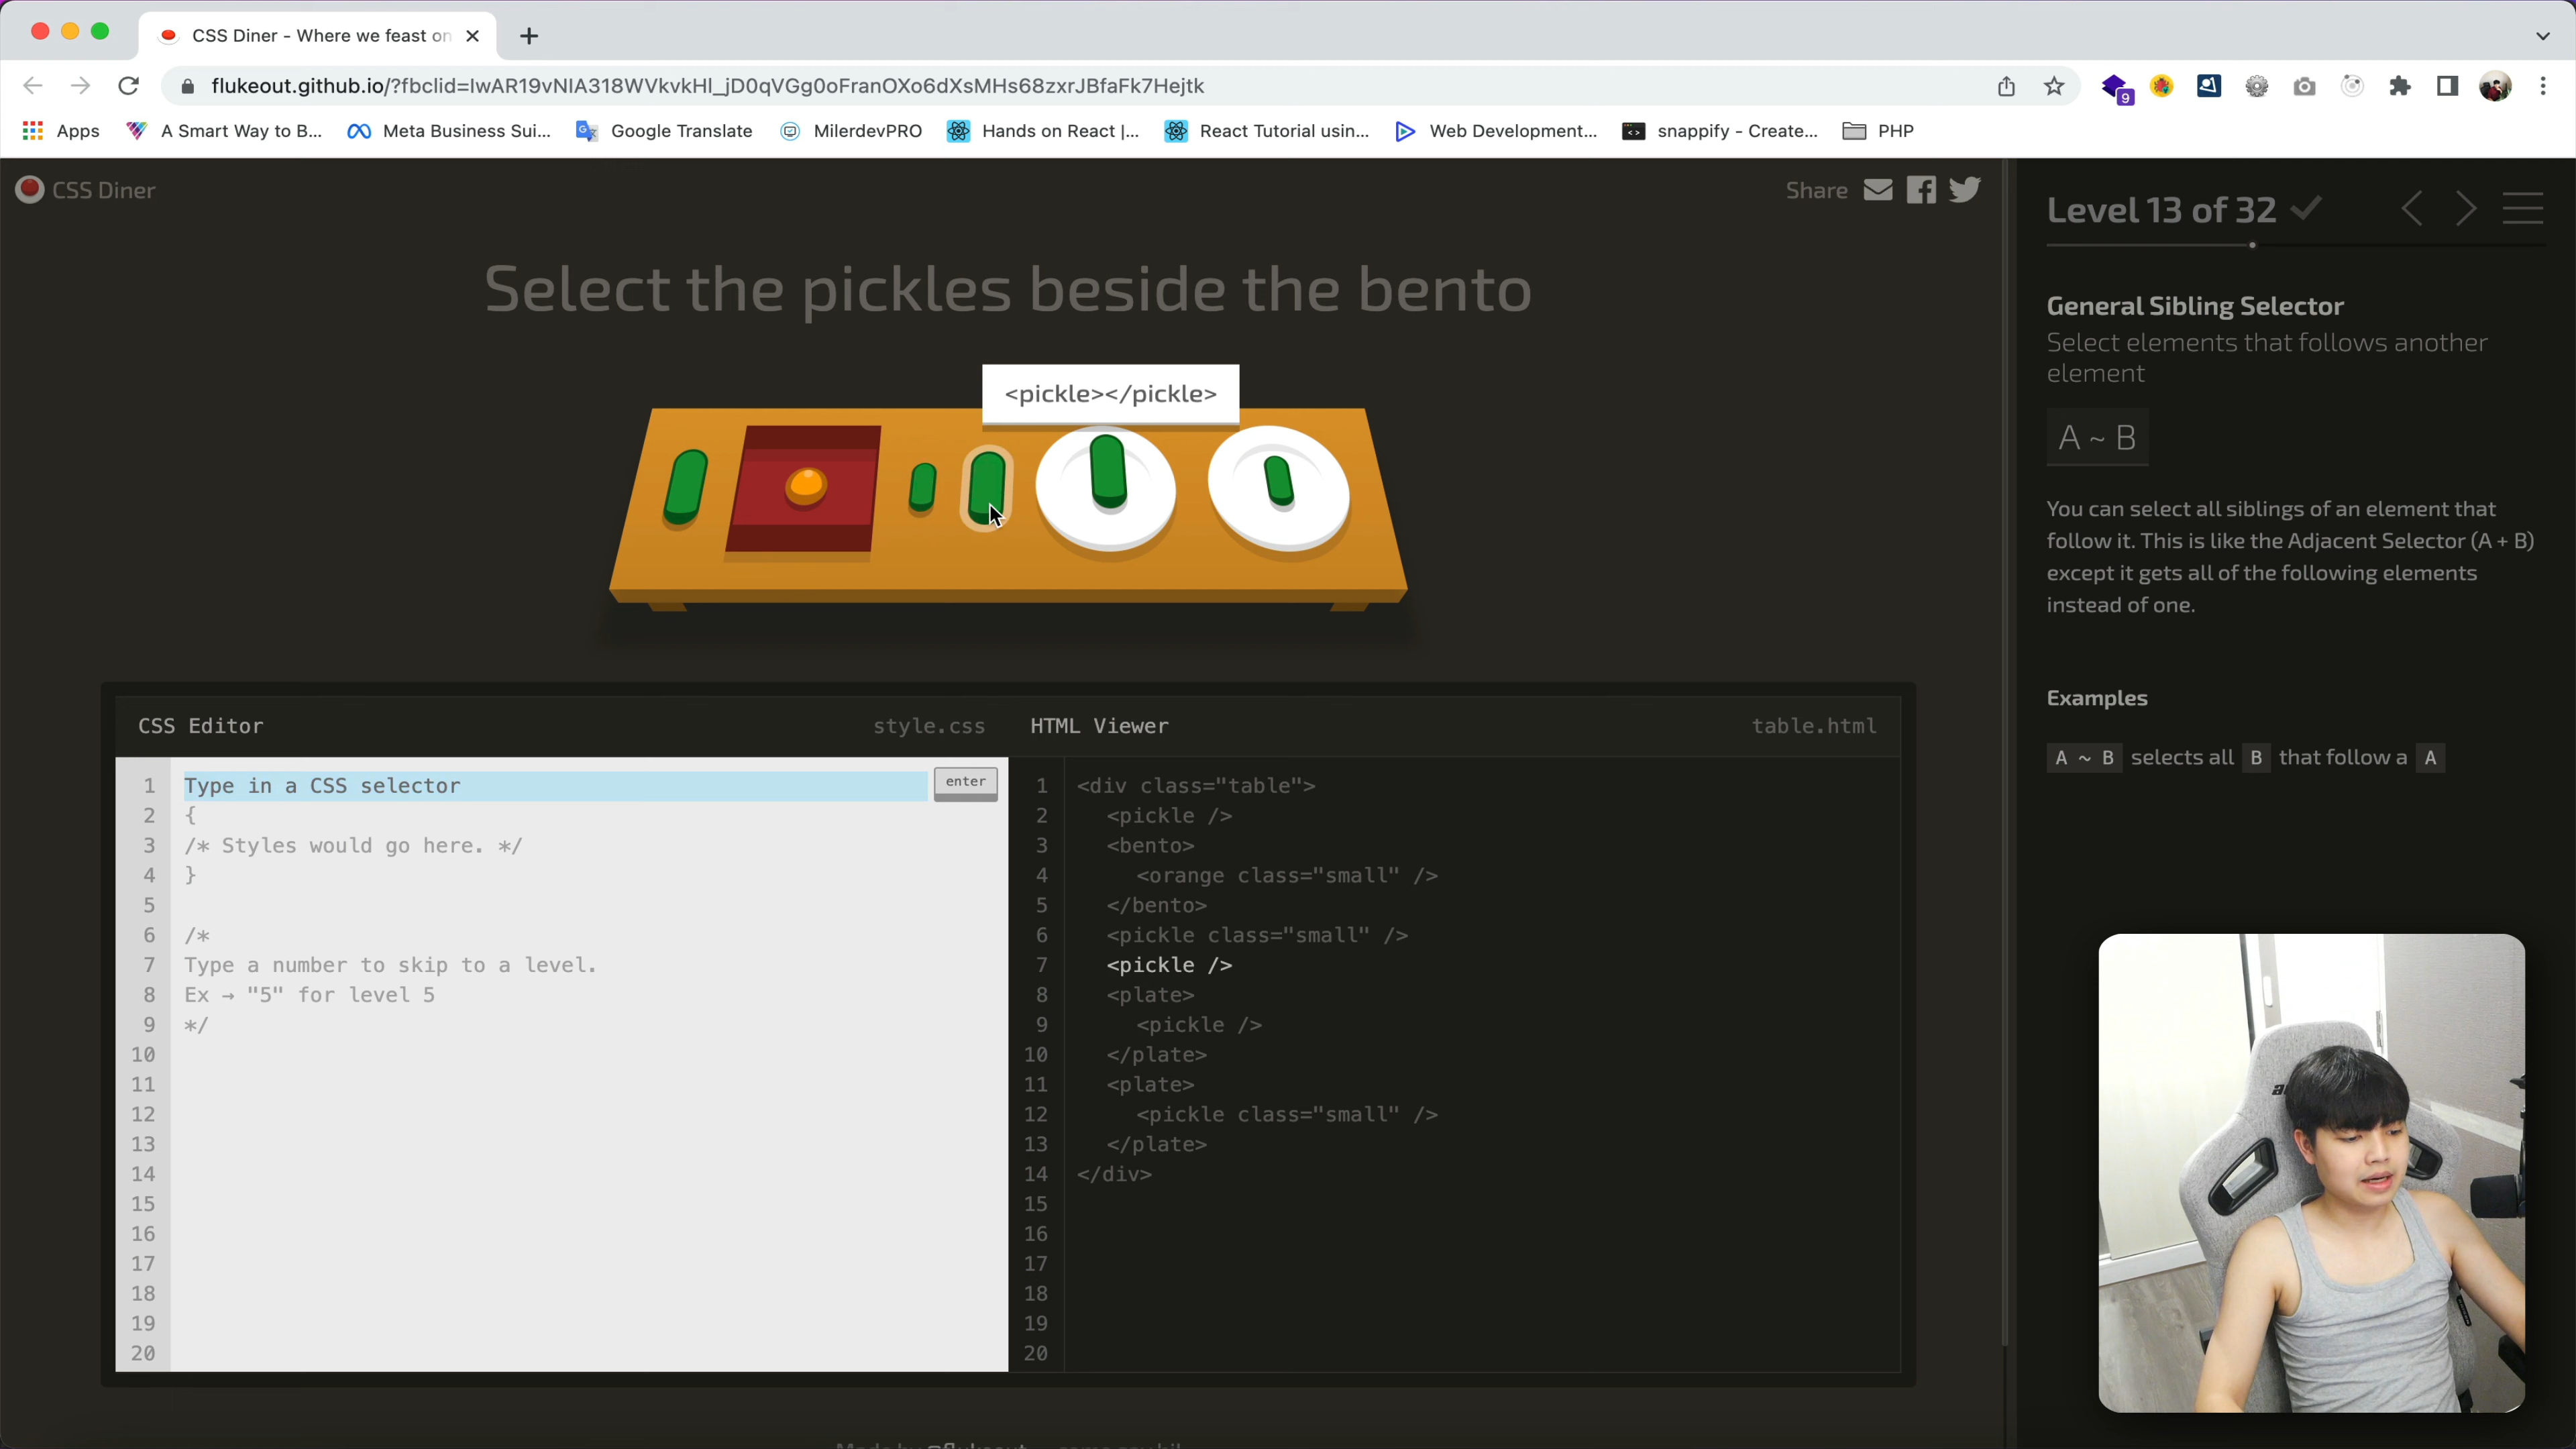 CSS Diner - Where we feast on
flukeout.github.io/?fbclid=IwAR19vNIA318WVkvkHl_jD0qVGg0oFranOXo6dXsMHs68zxrJBfaFk7Hejtk
9
Apps
A Smart Way to B...
Meta Business Sui...
Google Translate
MilerdevPRO
Hands on React |...
React Tutorial usin...
Web Development...
snappify - Create...
PHP
CSS Diner
Share
Select the pickles beside the bento
<pickle></pickle>
CSS Editor
style.css
1 Type in a CSS selector
enter
2 {
3 /* Styles would go here. */
4 }
5
6 /*
7 Type a number to skip to a level.
8 Ex → "5" for level 5
9 */
10
11
12
13
14
15
16
17
18
19
20
HTML Viewer
table.html
1 <div class="table">
2 <pickle />
3 <bento>
4 <orange class="small" />
5 </bento>
6 <pickle class="small" />
7 <pickle />
8 <plate>
9 <pickle />
10 </plate>
11 <plate>
12 <pickle class="small" />
13 </plate>
14 </div>
15
16
17
18
19
20
Level 13 of 32
General Sibling Selector
Select elements that follows another
element
A ~ B
You can select all siblings of an element that
follow it. This is like the Adjacent Selector (A + B)
except it gets all of the following elements
instead of one.
Examples
A ~ B selects all B that follow a A